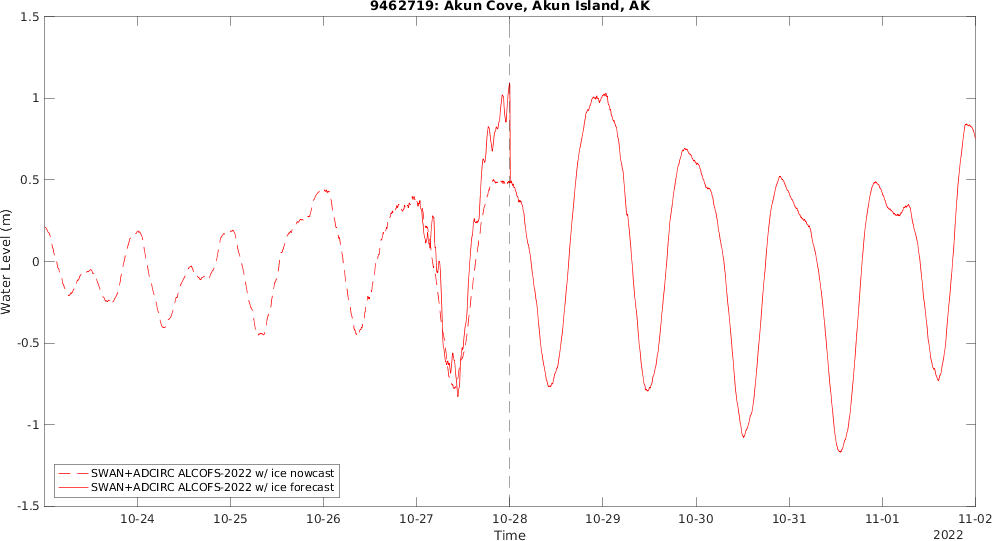 9462719: Akun Cove, Akun Island, AK
1.5
1
0.5
0
-0.5
-1
-1.5
Water Level (m)
SWAN+ADCIRC ALCOFS-2022 w/ ice nowcast
SWAN+ADCIRC ALCOFS-2022 w/ ice forecast
10-24 10-25 10-26 10-27 10-28 10-29 10-30 10-31 11-01 11-02
Time
2022